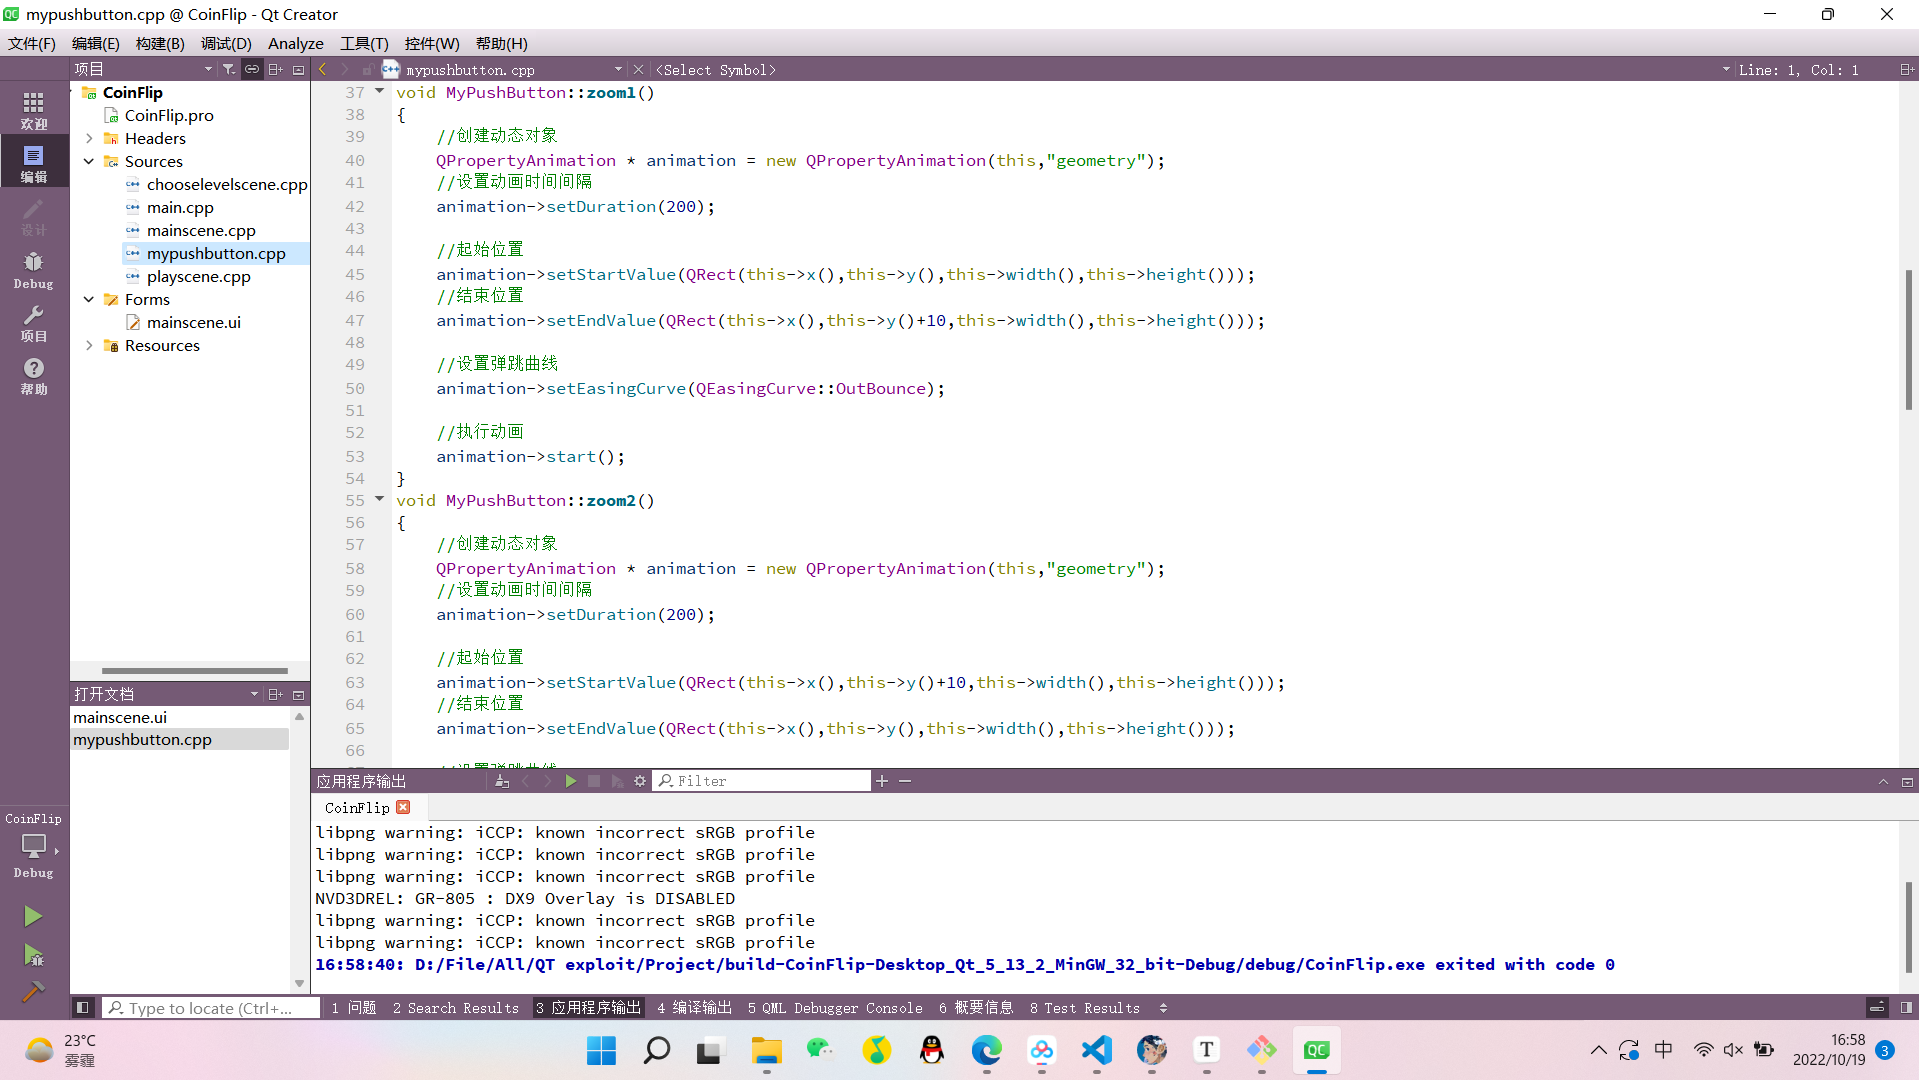 mypushbutton.cpp @ CoinFlip - Qt Creator
文件(F) 编辑(E) 构建(B) 调试(D) Analyze 工具(T) 控件(W) 帮助(H)
项目
mypushbutton.cpp
<Select Symbol>
Line: 1, Col: 1
欢迎
编辑
设计
Debug
项目
帮助
CoinFlip
Debug
CoinFlip
CoinFlip.pro
Headers
Sources
chooselevelscene.cpp
main.cpp
mainscene.cpp
mypushbutton.cpp
playscene.cpp
Forms
mainscene.ui
Resources
打开文档
mainscene.ui
mypushbutton.cpp
37 void MyPushButton::zoom1()
38 {
39 //创建动态对象
40 QPropertyAnimation * animation = new QPropertyAnimation(this,"geometry");
41 //设置动画时间间隔
42 animation->setDuration(200);
43
44 //起始位置
45 animation->setStartValue(QRect(this->x(),this->y(),this->width(),this->height()));
46 //结束位置
47 animation->setEndValue(QRect(this->x(),this->y()+10,this->width(),this->height()));
48
49 //设置弹跳曲线
50 animation->setEasingCurve(QEasingCurve::OutBounce);
51
52 //执行动画
53 animation->start();
54 }
55 void MyPushButton::zoom2()
56 {
57 //创建动态对象
58 QPropertyAnimation * animation = new QPropertyAnimation(this,"geometry");
59 //设置动画时间间隔
60 animation->setDuration(200);
61
62 //起始位置
63 animation->setStartValue(QRect(this->x(),this->y()+10,this->width(),this->height()));
64 //结束位置
65 animation->setEndValue(QRect(this->x(),this->y(),this->width(),this->height()));
66
应用程序输出
Filter
CoinFlip
libpng warning: iCCP: known incorrect sRGB profile
libpng warning: iCCP: known incorrect sRGB profile
libpng warning: iCCP: known incorrect sRGB profile
NVD3DREL: GR-805 : DX9 Overlay is DISABLED
libpng warning: iCCP: known incorrect sRGB profile
libpng warning: iCCP: known incorrect sRGB profile
16:58:40: D:/File/All/QT exploit/Project/build-CoinFlip-Desktop_Qt_5_13_2_MinGW_32_bit-Debug/debug/CoinFlip.exe exited with code 0
Type to locate (Ctrl+...
1 问题 2 Search Results 3 应用程序输出 4 编译输出 5 QML Debugger Console 6 概要信息 8 Test Results
23°C
雾霾
中
16:58
2022/10/19
3